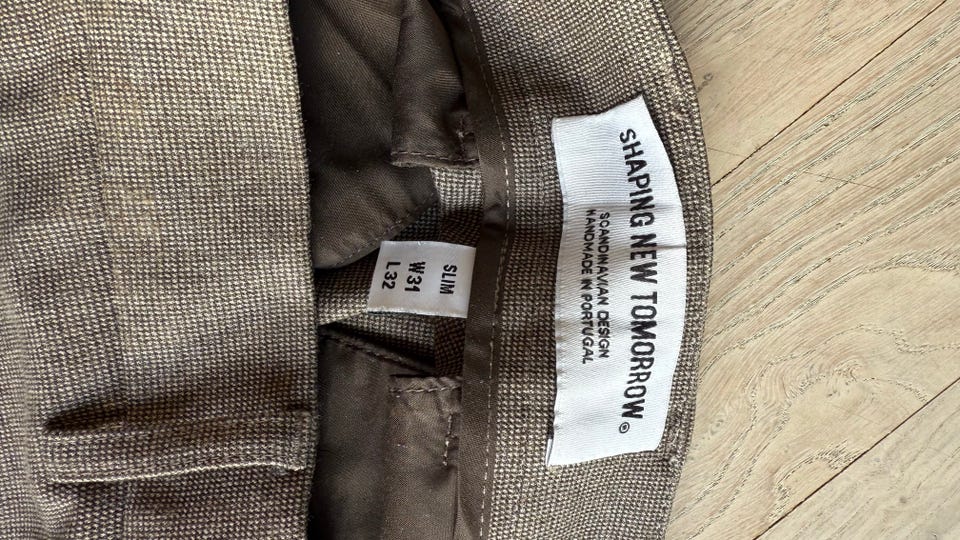 SHAPING NEW TOMORROW®
SCANDINAVIAN DESIGN
HANDMADE IN PORTUGAL
SLIM
W31
L32